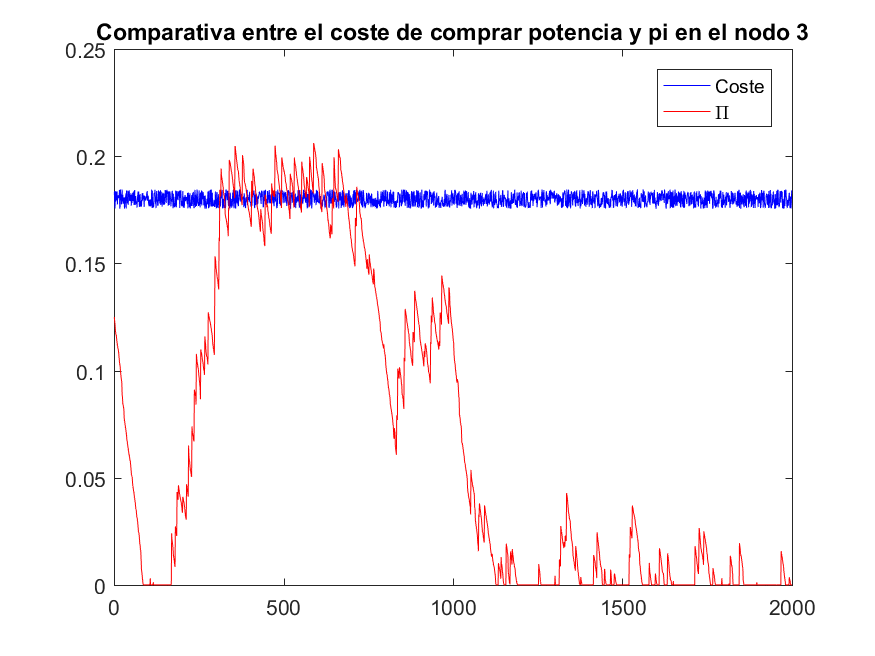 Comparativa entre el coste de comprar potencia y pi en el nodo 3
0.25
0.2
0.15
0.1
0.05
0
0 500 1000 1500 2000
Coste
Π